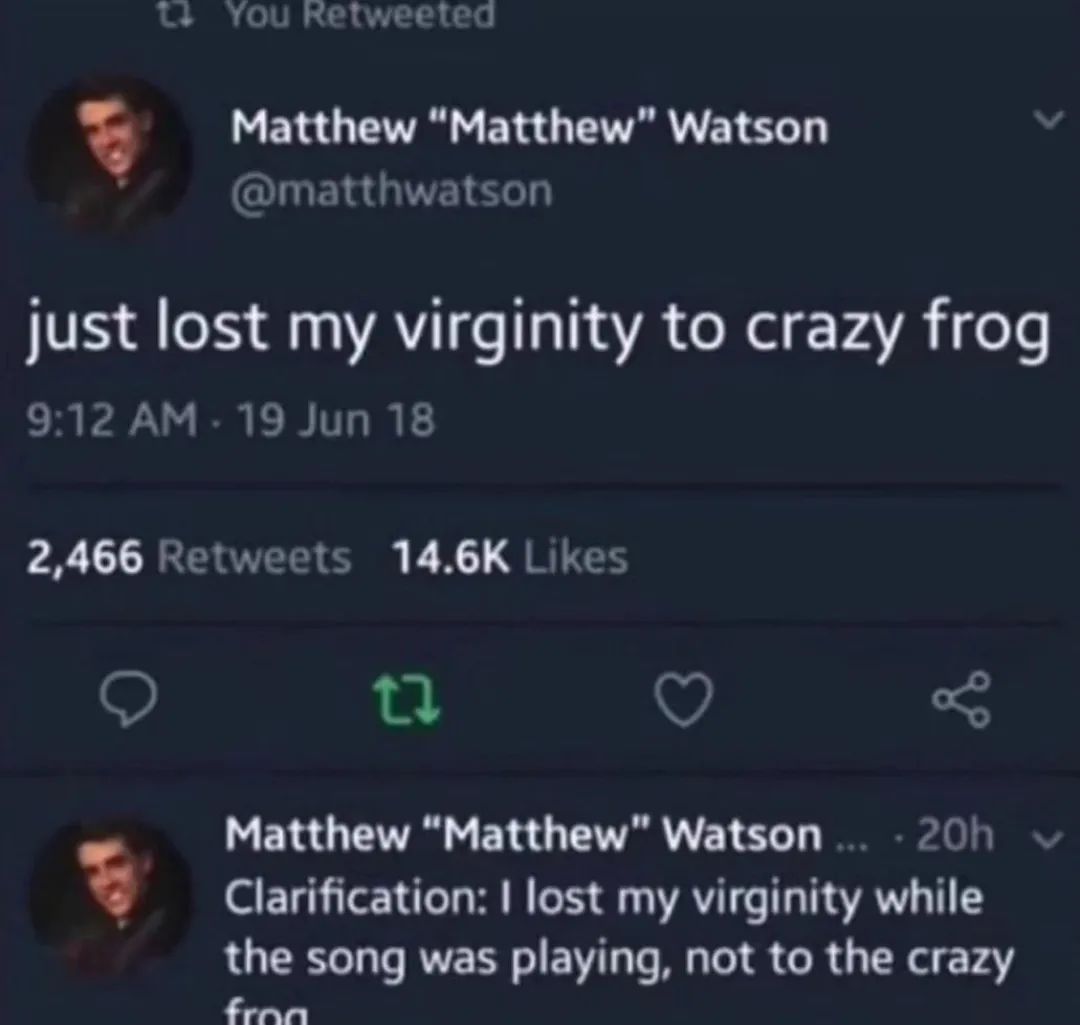 You Retweeted
Matthew “Matthew” Watson
@matthwatson
just lost my virginity to crazy frog
9:12 AM · 19 Jun 18
2,466 Retweets 14.6K Likes
Matthew “Matthew” Watson ... · 20h
Clarification: I lost my virginity while
the song was playing, not to the crazy
frog